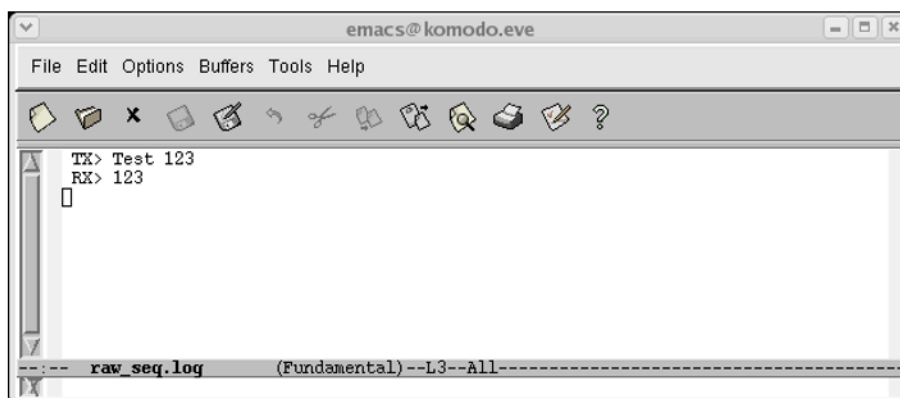 emacs@komodo.eve
File Edit Options Buffers Tools Help
TX> Test 123
RX> 123
--:-- raw_seq.log (Fundamental)--L3--All----------------------------------------